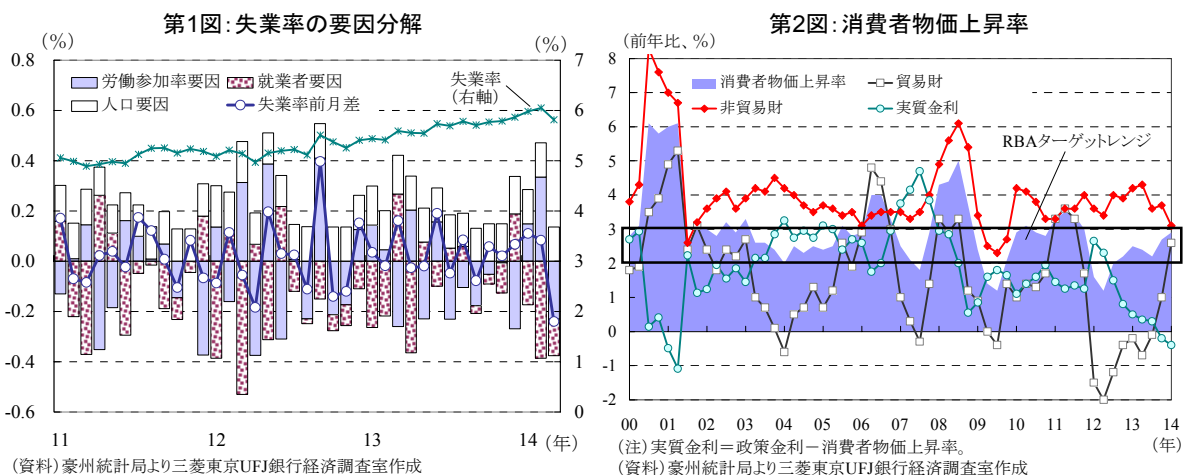 第1図：失業率の要因分解
(%)
(%)
0.8
0.6
0.4
0.2
0.0
-0.2
-0.4
-0.6
7
6
5
4
3
2
1
0
労働参加率要因
就業者要因
人口要因
失業率前月差
失業率
(右軸)
11
12
13
14
(年)
(資料)豪州統計局より三菱東京UFJ銀行経済調査室作成
第2図：消費者物価上昇率
(前年比、%)
8
7
6
5
4
3
2
1
0
-1
-2
消費者物価上昇率
貿易財
非貿易財
実質金利
RBAターゲットレンジ
00
01
02
03
04
05
06
07
08
09
10
11
12
13
14
(年)
(注)実質金利＝政策金利－消費者物価上昇率。
(資料)豪州統計局より三菱東京UFJ銀行経済調査室作成